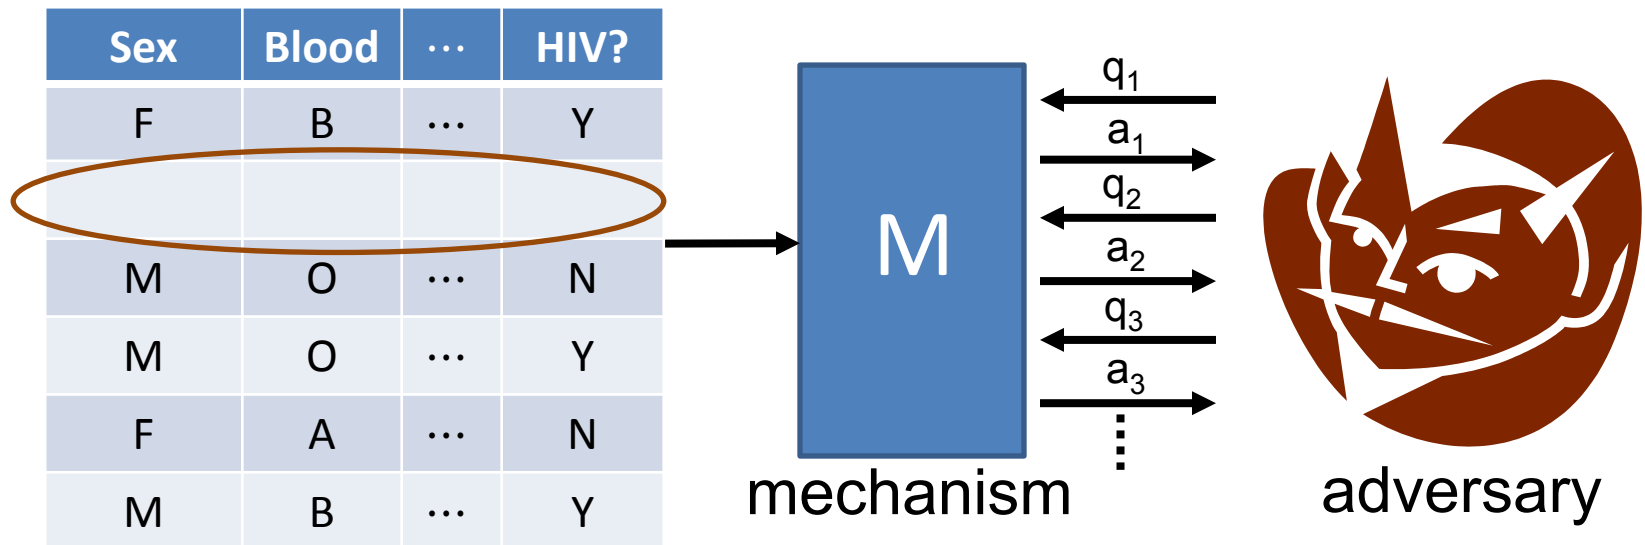 Sex Blood ... HIV?
F B ... Y
M O ... N
M O ... Y
F A ... N
M B ... Y
M
mechanism
q1
a1
q2
a2
q3
a3
adversary